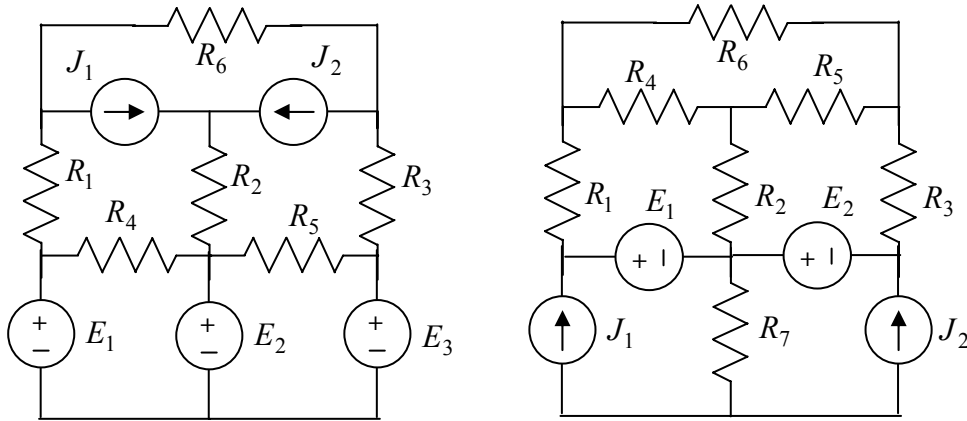 R6
J1 J2
R1 R2 R3
R4 R5
+ − E1 + − E2 + − E3
R6
R4 R5
R1 R2 R3
E1 E2
+ − + −
J1 R7 J2